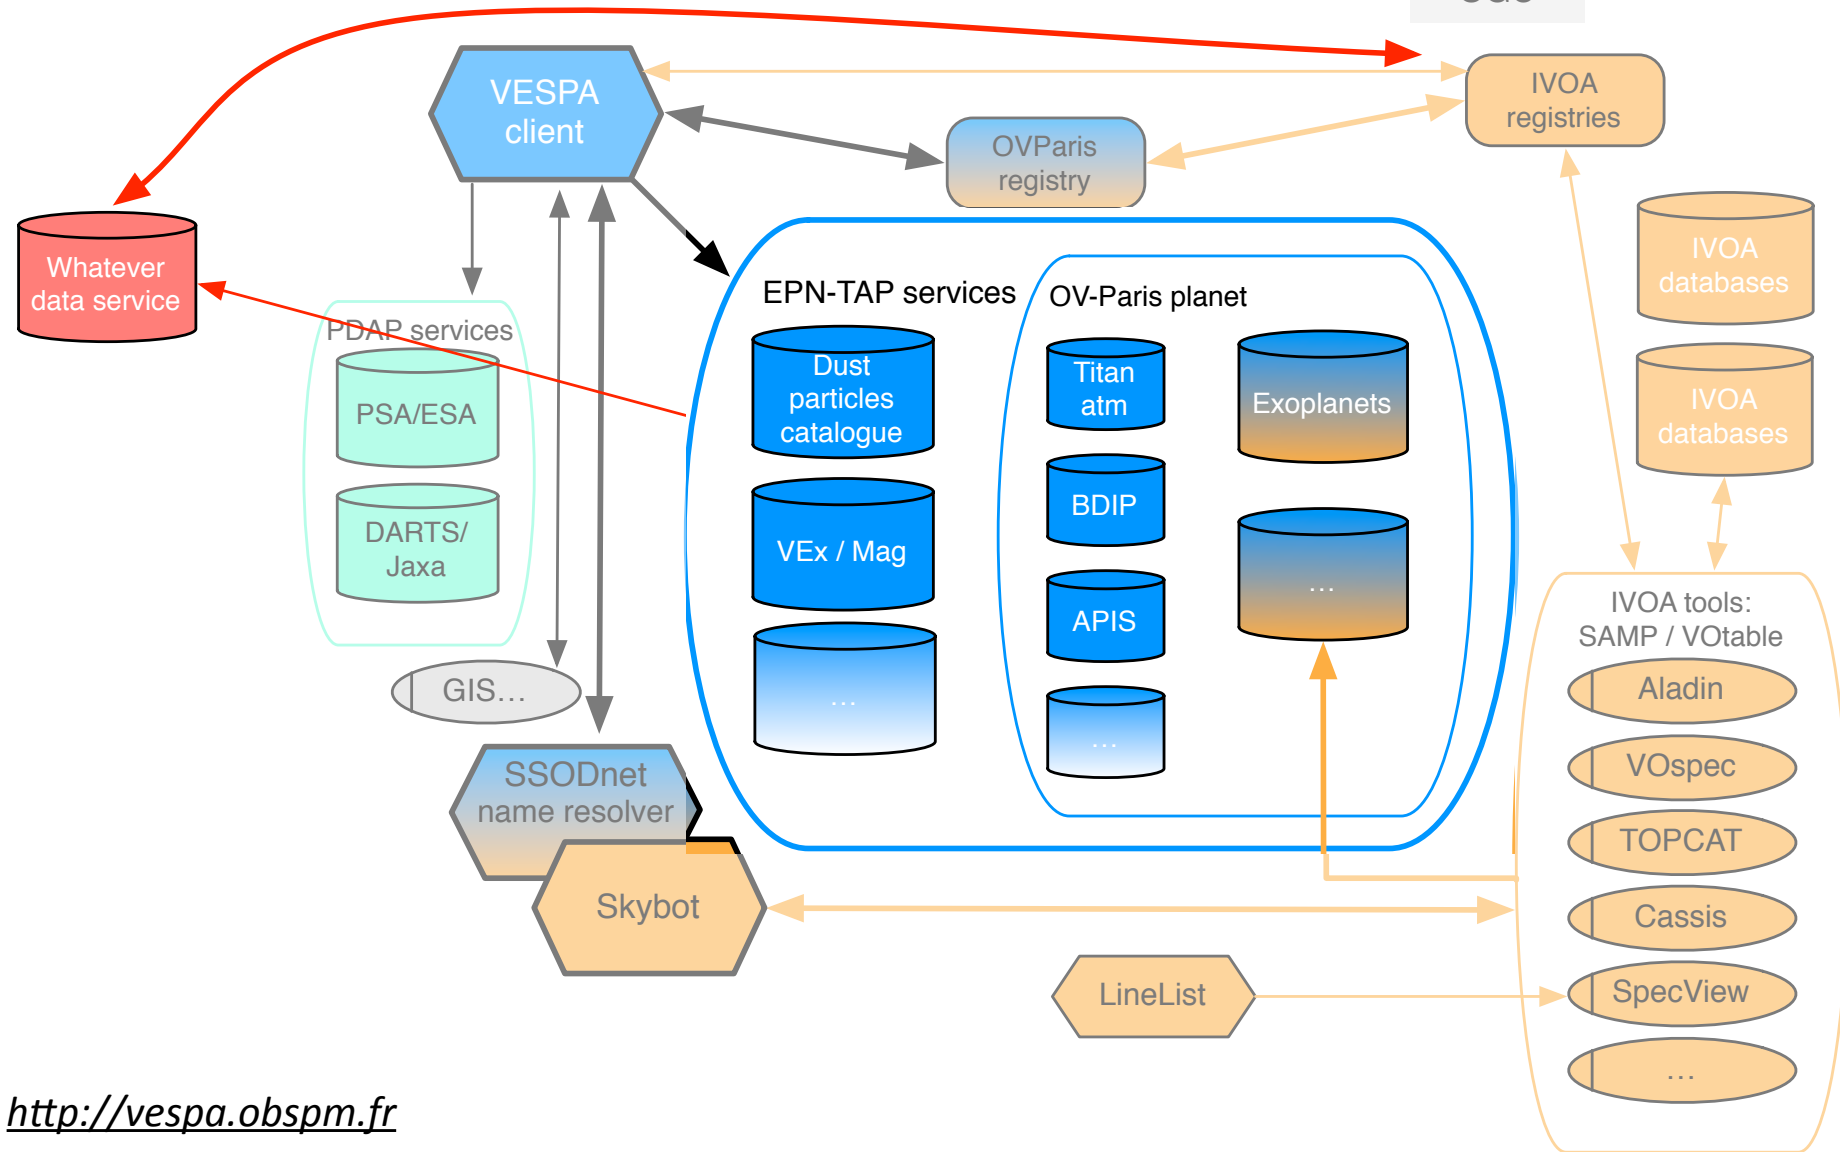 VESPA
client
IVOA
registries
OVParis
registry
Whatever
data service
IVOA
databases
EPN-TAP services
OV-Paris planet
PDAP services
Dust
particles
catalogue
Titan
atm
Exoplanets
PSA/ESA
IVOA
databases
BDIP
VEx / Mag
DARTS/
Jaxa
...
APIS
IVOA tools:
SAMP / VOtable
GIS...
...
...
Aladin
SSODnet
name resolver
VOspec
TOPCAT
Skybot
Cassis
LineList
SpecView
...
http://vespa.obspm.fr